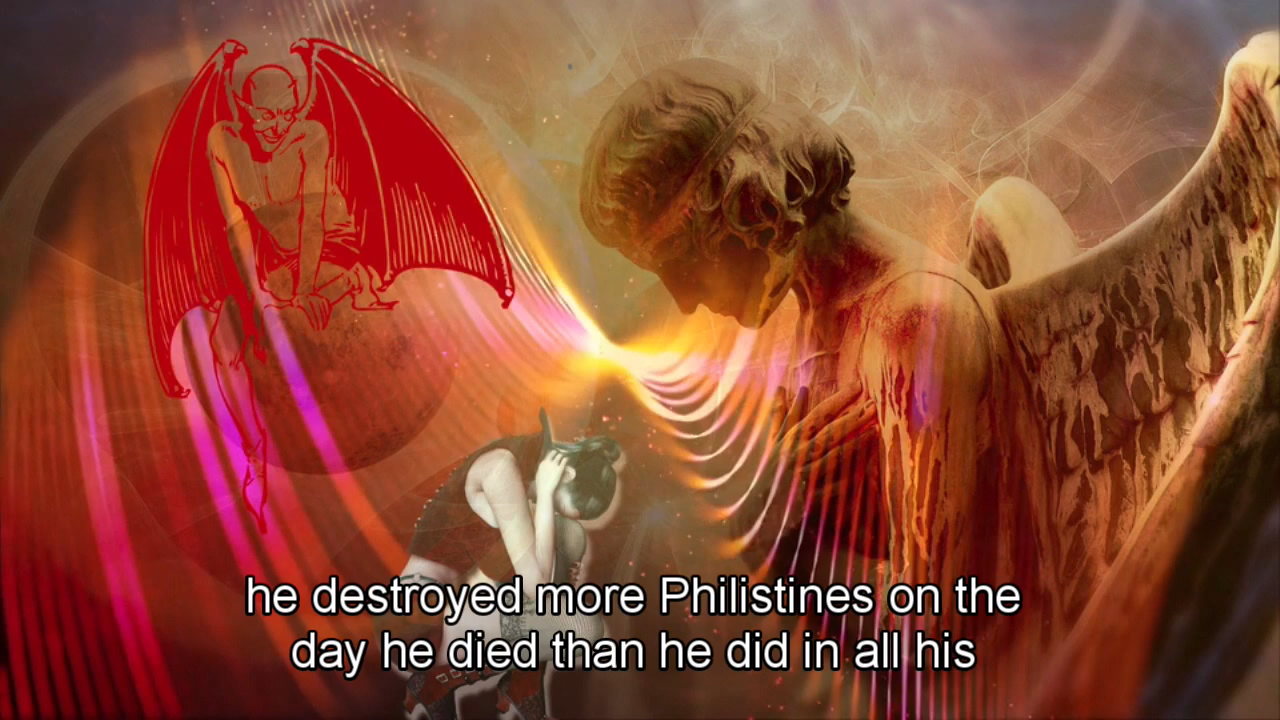 he destroyed more Philistines on the
day he died than he did in all his